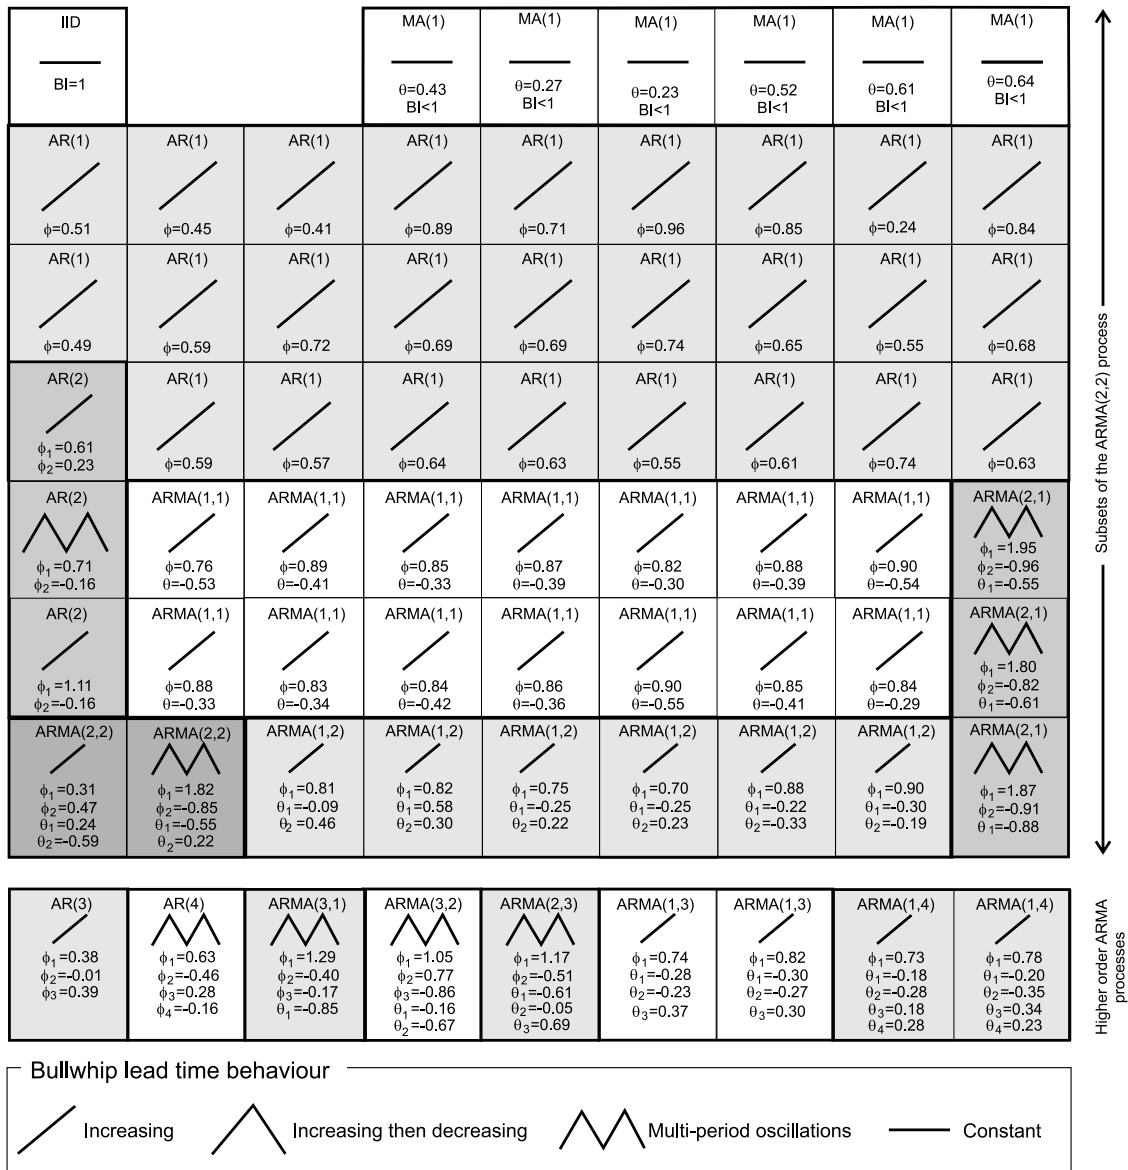 IID
BI=1
MA(1)
θ=0.43
BI<1
MA(1)
θ=0.27
BI<1
MA(1)
θ=0.23
BI<1
MA(1)
θ=0.52
BI<1
MA(1)
θ=0.61
BI<1
MA(1)
θ=0.64
BI<1
AR(1)
ϕ=0.51
AR(1)
ϕ=0.45
AR(1)
ϕ=0.41
AR(1)
ϕ=0.89
AR(1)
ϕ=0.71
AR(1)
ϕ=0.96
AR(1)
ϕ=0.85
AR(1)
ϕ=0.24
AR(1)
ϕ=0.84
AR(1)
ϕ=0.49
AR(1)
ϕ=0.59
AR(1)
ϕ=0.72
AR(1)
ϕ=0.69
AR(1)
ϕ=0.69
AR(1)
ϕ=0.74
AR(1)
ϕ=0.65
AR(1)
ϕ=0.55
AR(1)
ϕ=0.68
AR(2)
ϕ₁=0.61
ϕ₂=0.23
AR(1)
ϕ=0.59
AR(1)
ϕ=0.57
AR(1)
ϕ=0.64
AR(1)
ϕ=0.63
AR(1)
ϕ=0.55
AR(1)
ϕ=0.61
AR(1)
ϕ=0.74
AR(1)
ϕ=0.63
AR(2)
ϕ₁=0.71
ϕ₂=-0.16
ARMA(1,1)
ϕ=0.76
θ=-0.53
ARMA(1,1)
ϕ=0.89
θ=-0.41
ARMA(1,1)
ϕ=0.85
θ=-0.33
ARMA(1,1)
ϕ=0.87
θ=-0.39
ARMA(1,1)
ϕ=0.82
θ=-0.30
ARMA(1,1)
ϕ=0.88
θ=-0.39
ARMA(1,1)
ϕ=0.90
θ=-0.54
ARMA(2,1)
ϕ₁=1.95
ϕ₂=-0.96
θ₁=-0.55
AR(2)
ϕ₁=1.11
ϕ₂=-0.16
ARMA(1,1)
ϕ=0.88
θ=-0.33
ARMA(1,1)
ϕ=0.83
θ=-0.34
ARMA(1,1)
ϕ=0.84
θ=-0.42
ARMA(1,1)
ϕ=0.86
θ=-0.36
ARMA(1,1)
ϕ=0.90
θ=-0.55
ARMA(1,1)
ϕ=0.85
θ=-0.41
ARMA(1,1)
ϕ=0.84
θ=-0.29
ARMA(2,1)
ϕ₁=1.80
ϕ₂=-0.82
θ₁=-0.61
ARMA(2,2)
ϕ₁=0.31
ϕ₂=0.47
θ₁=0.24
θ₂=-0.59
ARMA(2,2)
ϕ₁=1.82
ϕ₂=-0.85
θ₁=-0.55
θ₂=0.22
ARMA(1,2)
ϕ₁=0.81
θ₁=-0.09
θ₂ 0.46
ARMA(1,2)
ϕ₁=0.82
θ₁=0.58
θ₂=0.30
ARMA(1,2)
ϕ₁=0.75
θ₁=-0.25
θ₂=0.22
ARMA(1,2)
ϕ₁=0.70
θ₁=-0.25
θ₂=0.23
ARMA(1,2)
ϕ₁=0.88
θ₁=-0.22
θ₂=-0.33
ARMA(1,2)
ϕ₁=0.90
θ₁=-0.30
θ₂=-0.19
ARMA(2,1)
ϕ₁=1.87
ϕ₂=-0.91
θ₁=-0.88
Subsets of the ARMA(2,2) process
AR(3)
ϕ₁=0.38
ϕ₂=-0.01
ϕ₃=0.39
AR(4)
ϕ₁=0.63
ϕ₂=-0.46
ϕ₃=0.28
ϕ₄=-0.16
ARMA(3,1)
ϕ₁=1.29
ϕ₂=-0.40
ϕ₃=-0.17
θ₁=-0.85
ARMA(3,2)
ϕ₁=1.05
ϕ₂=0.77
ϕ₃=-0.86
θ₁=-0.16
θ₂=-0.67
ARMA(2,3)
ϕ₁=1.17
ϕ₂=-0.51
θ₁=-0.61
θ₂=-0.05
θ₃=0.69
ARMA(1,3)
ϕ₁=0.74
θ₁=-0.28
θ₂=-0.23
θ₃=0.37
ARMA(1,3)
ϕ₁=0.82
θ₁=-0.30
θ₂=-0.27
θ₃=0.30
ARMA(1,4)
ϕ₁=0.73
θ₁=-0.18
θ₂=-0.28
θ₃=0.18
θ₄=0.28
ARMA(1,4)
ϕ₁=0.78
θ₁=-0.20
θ₂=-0.35
θ₃=0.34
θ₄=0.23
Higher order ARMA
processes
Bullwhip lead time behaviour
Increasing
Increasing then decreasing
Multi-period oscillations
Constant